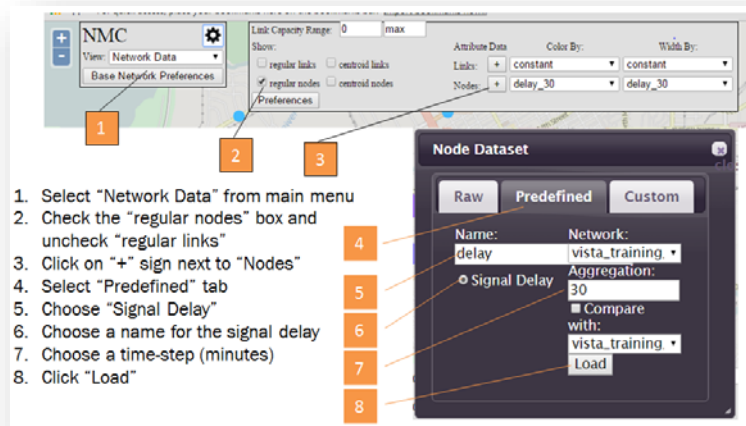 NMC
View: Network Data
Base Network Preferences
Link Capacity Range: 0 max
Show:
regular links centroid links
regular nodes centroid nodes
Preferences
Attribute Data Color By: Width By:
Links: + constant constant
Nodes: + delay_30 delay_30
1
2
3
1. Select “Network Data” from main menu
2. Check the “regular nodes” box and
uncheck “regular links”
3. Click on “+” sign next to “Nodes”
4. Select “Predefined” tab
5. Choose “Signal Delay”
6. Choose a name for the signal delay
7. Choose a time-step (minutes)
8. Click “Load”
4
5
6
7
8
Node Dataset
Raw Predefined Custom
Name: Network:
delay vista_training.
Signal Delay
Aggregation:
30
Compare
with:
vista_training.
Load